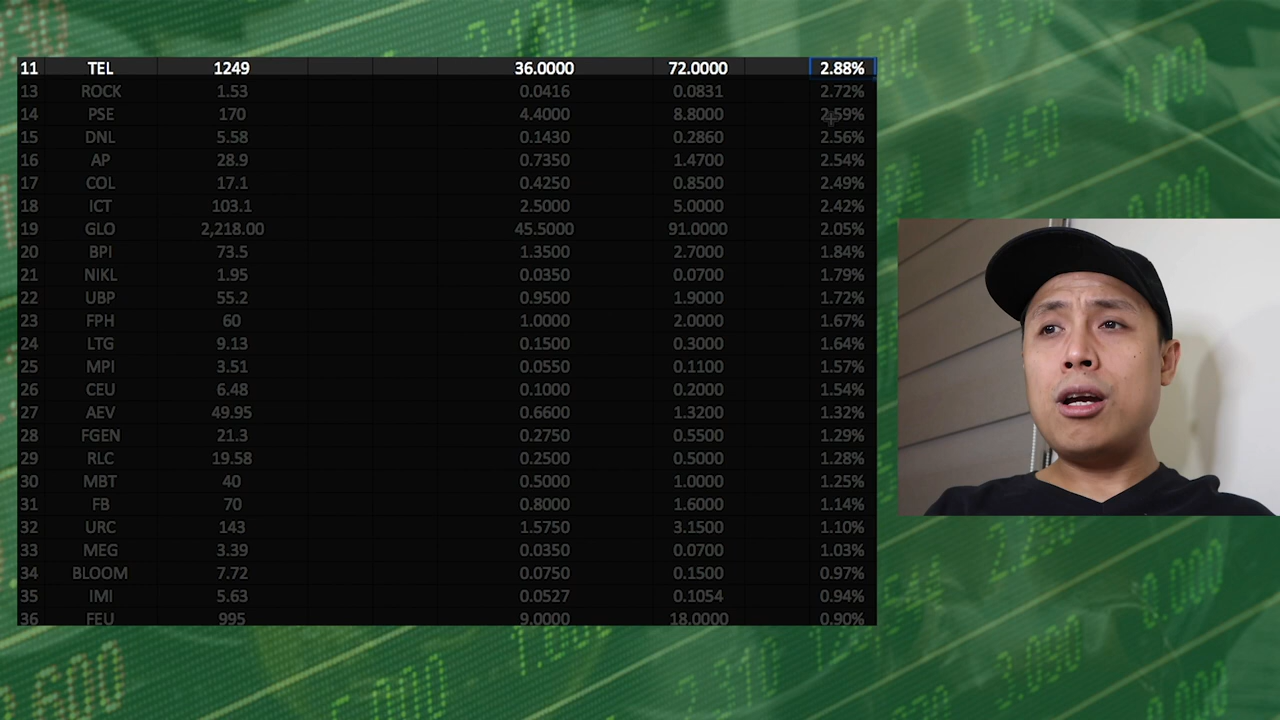 11 TEL 1249 36.0000 72.0000 2.88%
13 ROCK 1.53 0.0416 0.0831 2.72%
14 PSE 170 4.4000 8.8000 2.59%
15 DNL 5.58 0.1430 0.2860 2.56%
16 AP 28.9 0.7350 1.4700 2.54%
17 COL 17.1 0.4250 0.8500 2.49%
18 ICT 103.1 2.5000 5.0000 2.42%
19 GLO 2,218.00 45.5000 91.0000 2.05%
20 BPI 73.5 1.3500 2.7000 1.84%
21 NIKL 1.95 0.0350 0.0700 1.79%
22 UBP 55.2 0.9500 1.9000 1.72%
23 FPH 60 1.0000 2.0000 1.67%
24 LTG 9.13 0.1500 0.3000 1.64%
25 MPI 3.51 0.0550 0.1100 1.57%
26 CEU 6.48 0.1000 0.2000 1.54%
27 AEV 49.95 0.6600 1.3200 1.32%
28 FGEN 21.3 0.2750 0.5500 1.29%
29 RLC 19.58 0.2500 0.5000 1.28%
30 MBT 40 0.5000 1.0000 1.25%
31 FB 70 0.8000 1.6000 1.14%
32 URC 143 1.5750 3.1500 1.10%
33 MEG 3.39 0.0350 0.0700 1.03%
34 BLOOM 7.72 0.0750 0.1500 0.97%
35 IMI 5.63 0.0527 0.1054 0.94%
36 FEU 995 9.0000 18.0000 0.90%
0.450
0.000
3.090
2.310